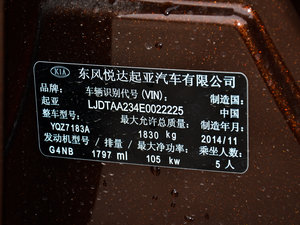 KIA 东风悦达起亚汽车有限公司
品牌: 车辆识别代号(VIN): 制造国:
起亚 LJDTAA234E0022225 中国
整车型号: 最大允许总质量: 制造年月:
YQZ7183A 1830 kg 2014/11
发动机型号/排量/最大净功率: 乘坐人数:
G4NB 1797 ml 105 kw 5人